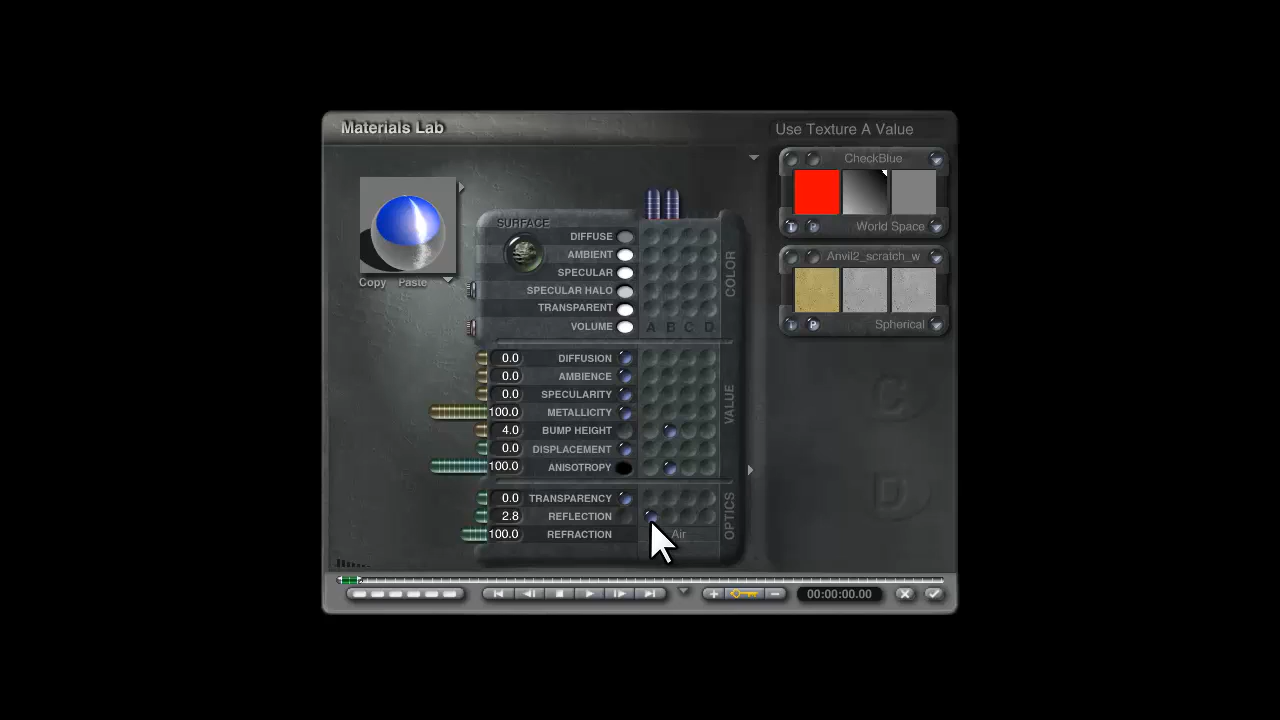 Materials Lab
Use Texture A Value
Copy Paste
SURFACE
DIFFUSE
AMBIENT
SPECULAR
SPECULAR HALO
TRANSPARENT
VOLUME
A B C D
COLOR
0.0 DIFFUSION
0.0 AMBIENCE
0.0 SPECULARITY
100.0 METALLICITY
4.0 BUMP HEIGHT
0.0 DISPLACEMENT
100.0 ANISOTROPY
VALUE
0.0 TRANSPARENCY
2.8 REFLECTION
100.0 REFRACTION
Air
OPTICS
CheckBlue
T P World Space
Anvil2_scratch_w
T P Spherical
C
D
00:00:00.00